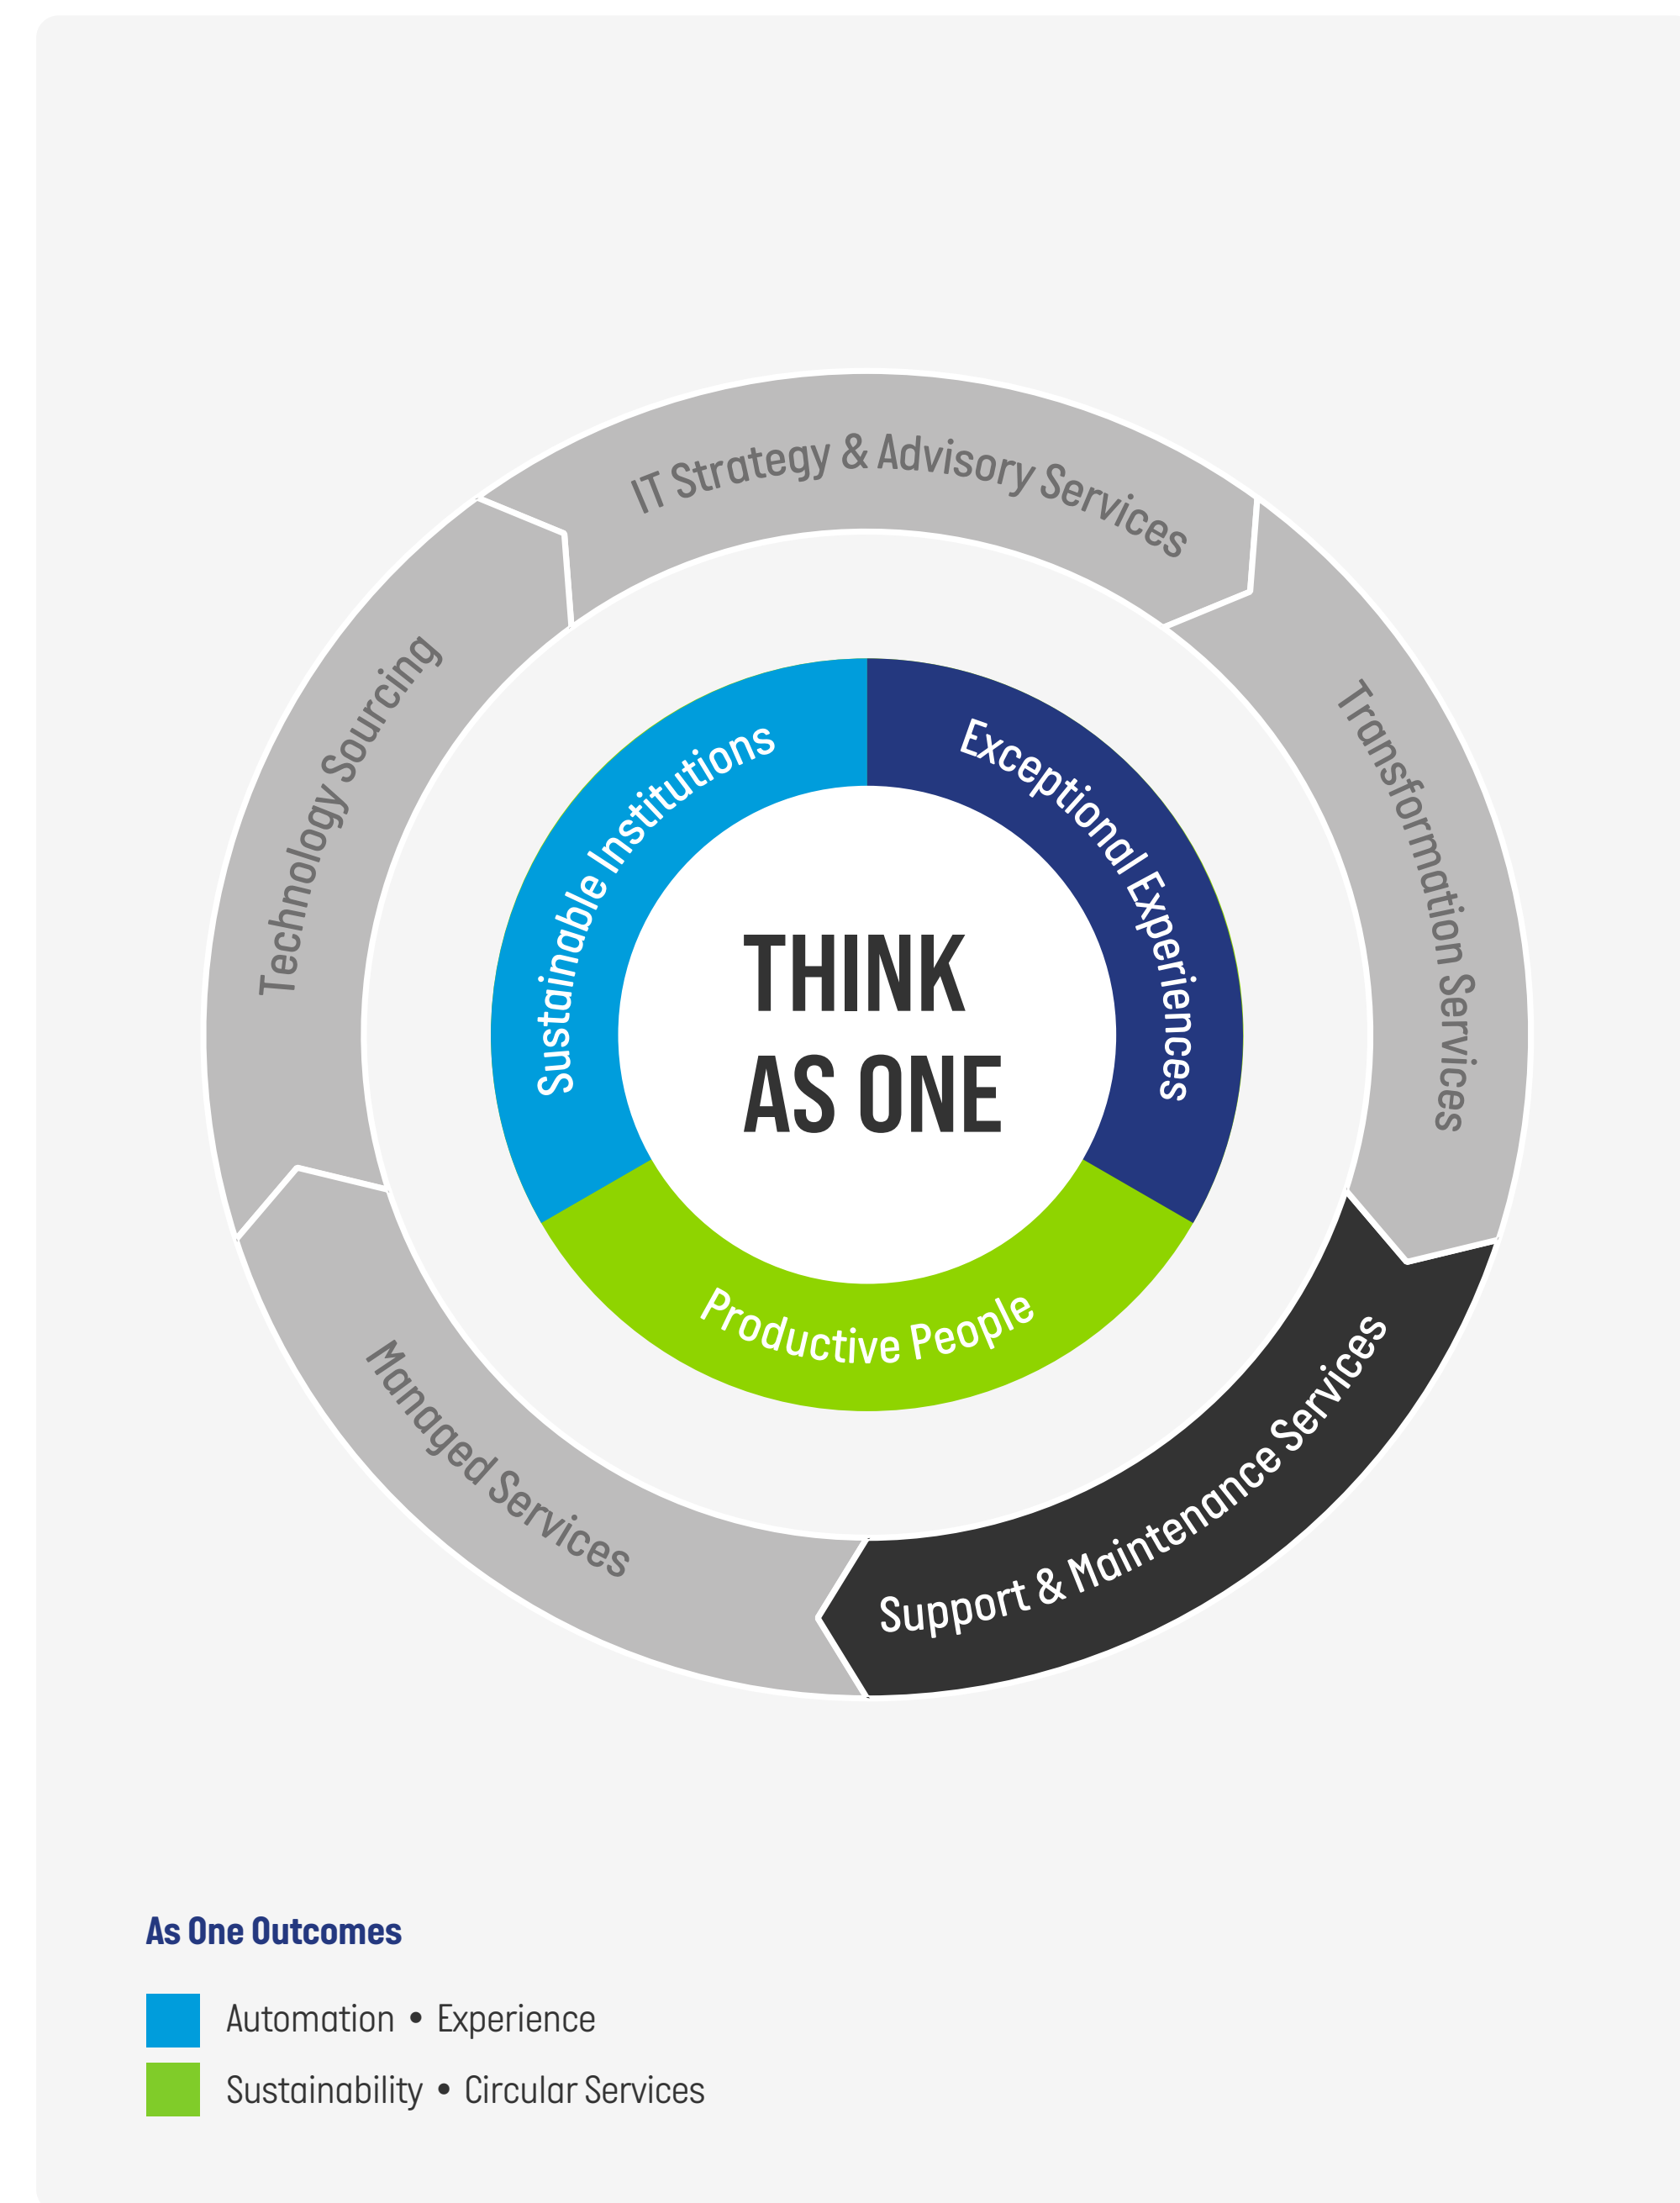 IT Strategy & Advisory Services
Transformation Services
Support & Maintenance Services
Managed Services
Technology Sourcing
Sustainable Institutions
Exceptional Experiences
Productive People
THINK
AS ONE
As One Outcomes
Automation • Experience
Sustainability • Circular Services